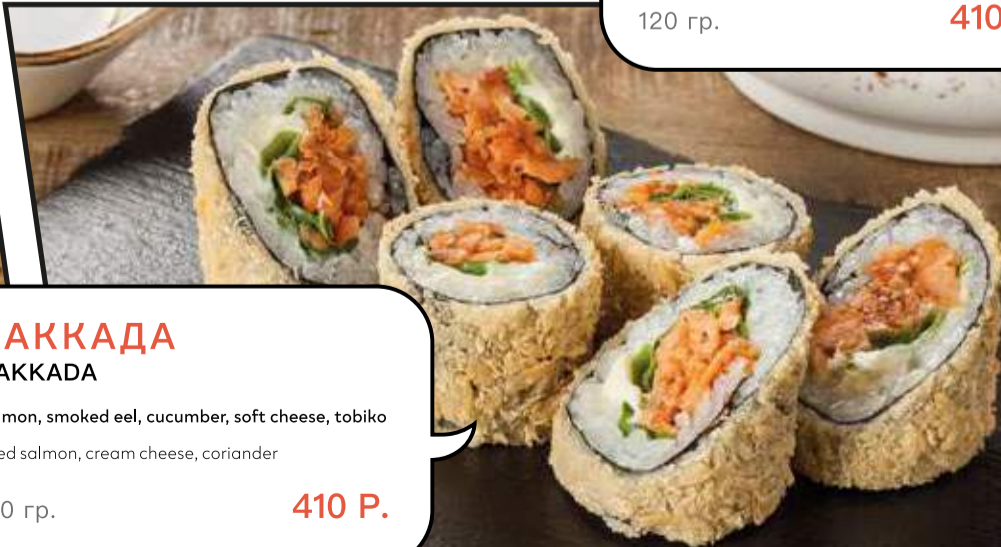 120 гр.
410
АККАДА
AKKADA
mon, smoked eel, cucumber, soft cheese, tobiko
ed salmon, cream cheese, coriander
0 гр.
410 Р.